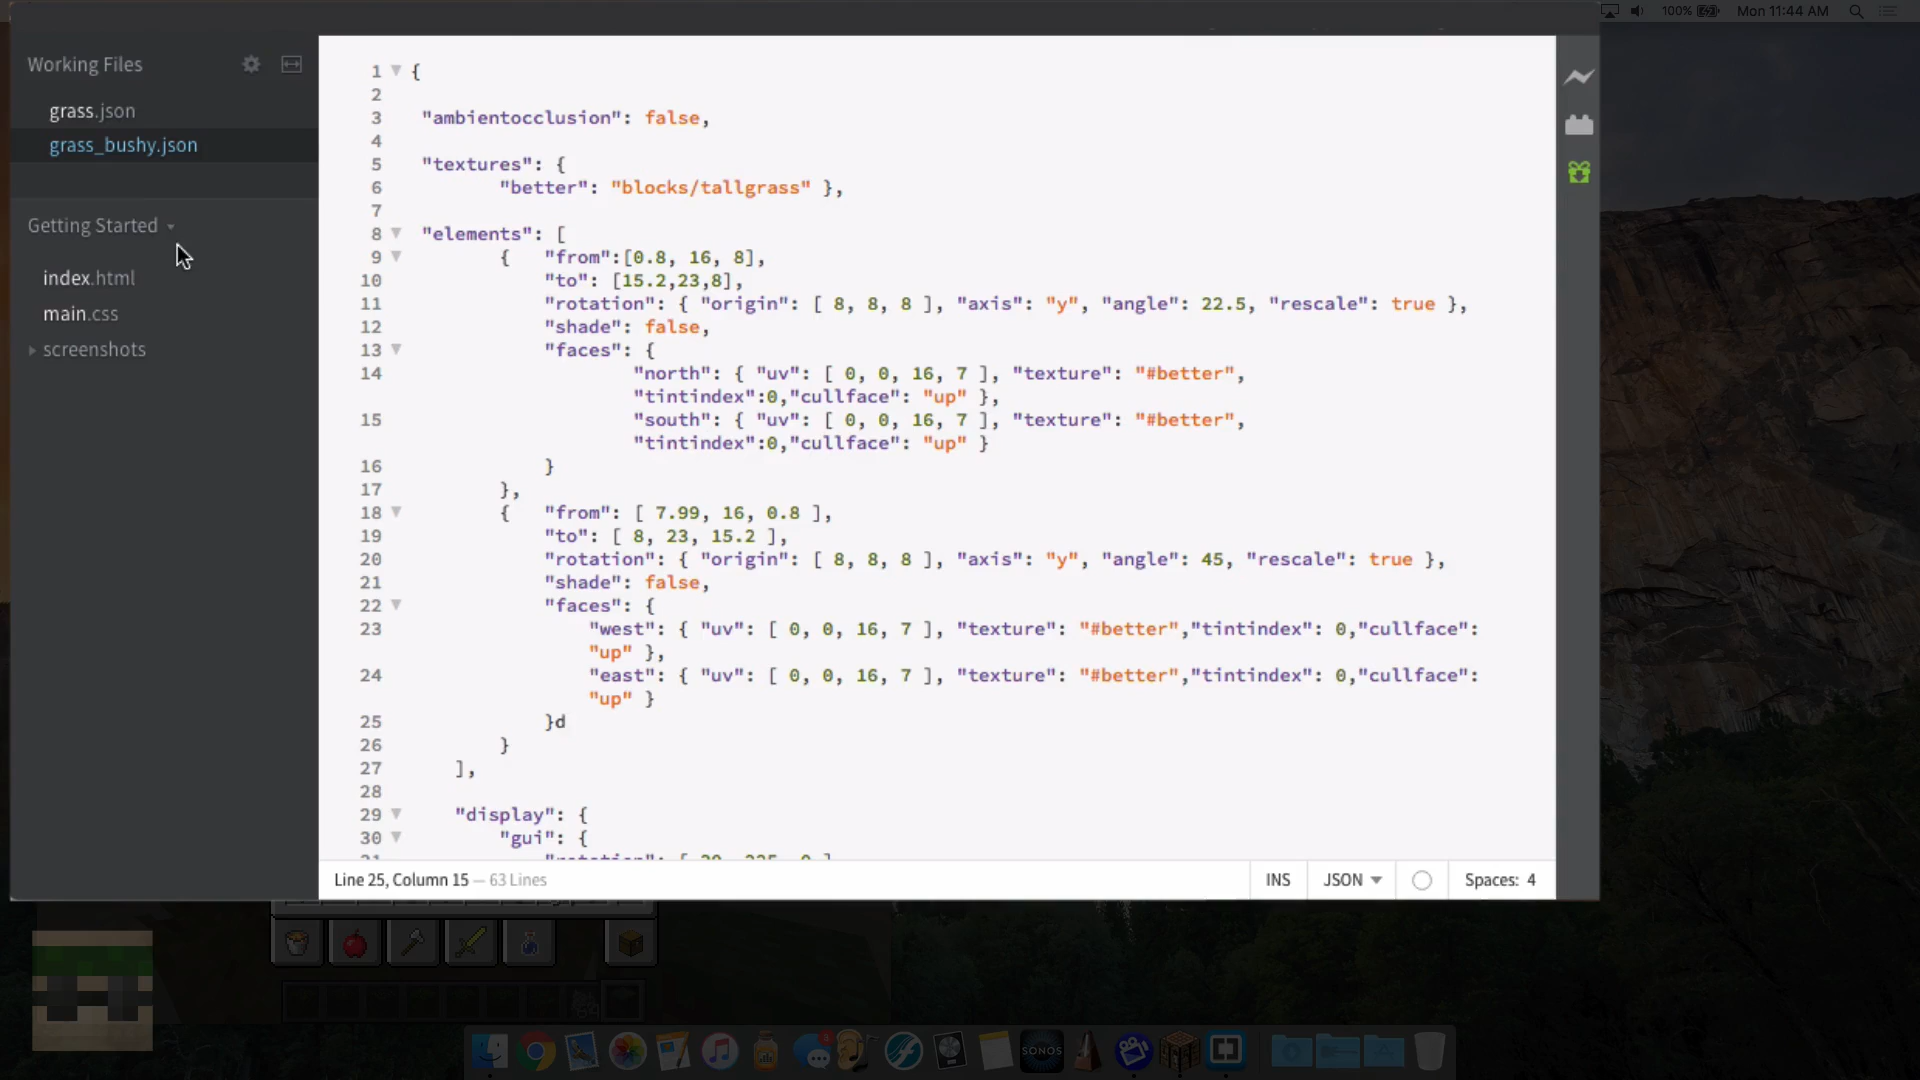 100%
Mon 11:44 AM
Working Files
grass.json
grass_bushy.json
Getting Started
index.html
main.css
screenshots
1 {
2
3 "ambientocclusion": false,
4
5 "textures": {
6 "better": "blocks/tallgrass" },
7
8 "elements": [
9 { "from":[0.8, 16, 8],
10 "to": [15.2,23,8],
11 "rotation": { "origin": [ 8, 8, 8 ], "axis": "y", "angle": 22.5, "rescale": true },
12 "shade": false,
13 "faces": {
14 "north": { "uv": [ 0, 0, 16, 7 ], "texture": "#better",
"tintindex":0,"cullface": "up" },
15 "south": { "uv": [ 0, 0, 16, 7 ], "texture": "#better",
"tintindex":0,"cullface": "up" }
16 }
17 },
18 { "from": [ 7.99, 16, 0.8 ],
19 "to": [ 8, 23, 15.2 ],
20 "rotation": { "origin": [ 8, 8, 8 ], "axis": "y", "angle": 45, "rescale": true },
21 "shade": false,
22 "faces": {
23 "west": { "uv": [ 0, 0, 16, 7 ], "texture": "#better","tintindex": 0,"cullface":
"up" },
24 "east": { "uv": [ 0, 0, 16, 7 ], "texture": "#better","tintindex": 0,"cullface":
"up" }
25 }d
26 }
27 ],
28
29 "display": {
30 "gui": {
Line 25, Column 15 — 63 Lines
INS
JSON
Spaces: 4
64
3
SONOS